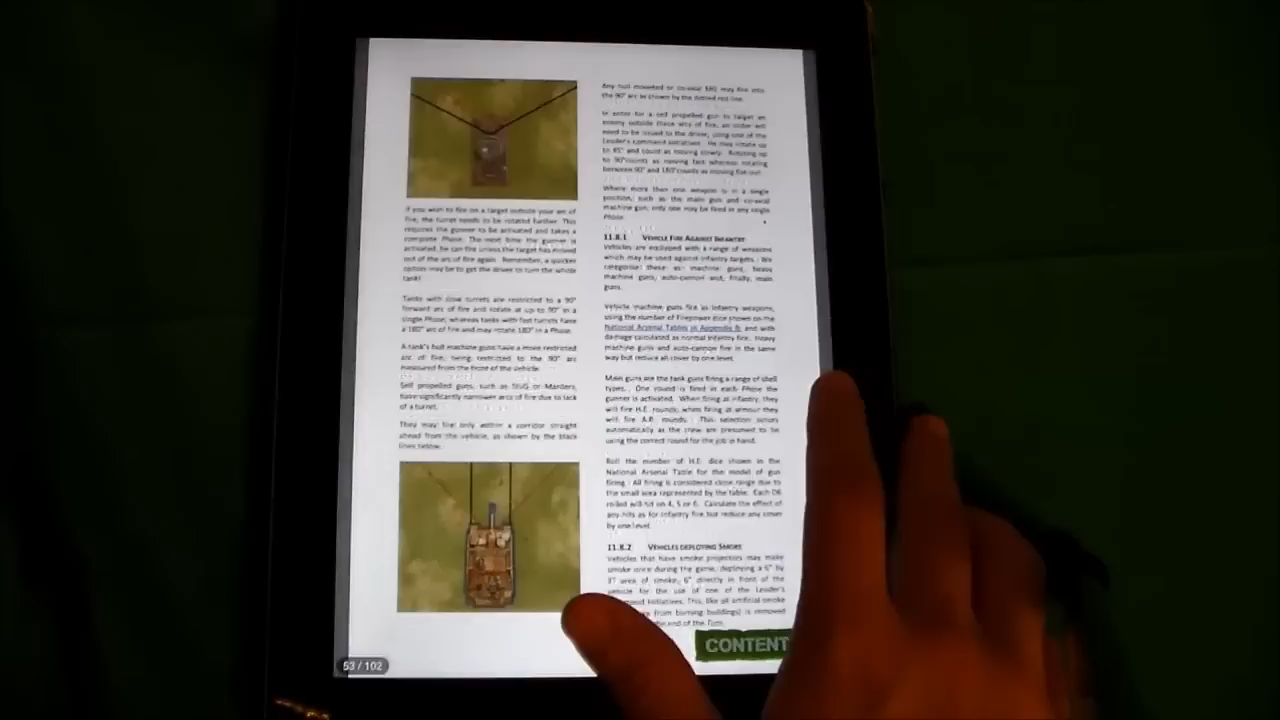 If you wish to fire on a target outside your arc of
fire, the turret needs to be rotated further. This
requires the gunner to be activated and takes a
complete Phase. The next time the gunner is
activated, he can fire unless the target has moved
out of the arc of fire again. Remember, a quicker
option may be to get the driver to turn the whole
tank!
Tanks with slow turrets are restricted to a 90°
forward arc of fire and rotate at up to 90° in a
single Phase, whereas tanks with fast turrets have
a 180° arc of fire and may rotate 180° in a Phase.
A tank's hull machine guns have a more restricted
arc of fire, being restricted to the 90° arc
measured from the front of the vehicle.
Self propelled guns, such as StuG or Marders,
have significantly narrower arcs of fire due to lack
of a turret.
They may fire only within a corridor straight
ahead from the vehicle, as shown by the black
lines below.
Any hull mounted or co-axial MG may fire into
the 90° arc as shown by the dotted red line.
In order for a self propelled gun to target an
enemy outside these arcs of fire, an order will
need to be issued to the driver, using one of the
Leader's command initiatives. He may rotate up
to 45° and count as moving slowly. Rotating up
to 90° counts as moving fast whereas rotating
between 90° and 180° counts as moving flat out.
Where more than one weapon is in a single
position, such as the main gun and co-axial
machine gun, only one may be fired in any single
Phase.
11.8.1 VEHICLE FIRE AGAINST INFANTRY
Vehicles are equipped with a range of weapons
which may be used against infantry targets. We
categorise these as machine guns, heavy
machine guns, auto-cannon and, finally, main
guns.
Vehicle machine guns fire as infantry weapons,
using the number of Firepower dice shown on the
National Arsenal Tables in Appendix B, and with
damage calculated as normal infantry fire. Heavy
machine guns and auto-cannon fire in the same
way but reduce all cover by one level.
Main guns are the tank guns firing a range of shell
types. One round is fired in each Phase the
gunner is activated. When firing at infantry, they
will fire H.E. rounds; when firing at armour they
will fire A.P. rounds. This selection occurs
automatically as the crew are presumed to be
using the correct round for the job in hand.
Roll the number of H.E. dice shown in the
National Arsenal Table for the model of gun
firing. All firing is considered close range due to
the small area represented by the table. Each D6
rolled will hit on 4, 5 or 6. Calculate the effect of
any hits as for infantry fire but reduce any cover
by one level.
11.8.2 VEHICLES DEPLOYING SMOKE
Vehicles that have smoke projectors may make
smoke once during the game, deploying a 6" by
3" area of smoke, 6" directly in front of the
vehicle for the use of one of the Leader's
Initiatives. This, like all artificial smoke
from burning buildings) is removed
the end of the Turn.
CONTENT
53 / 102